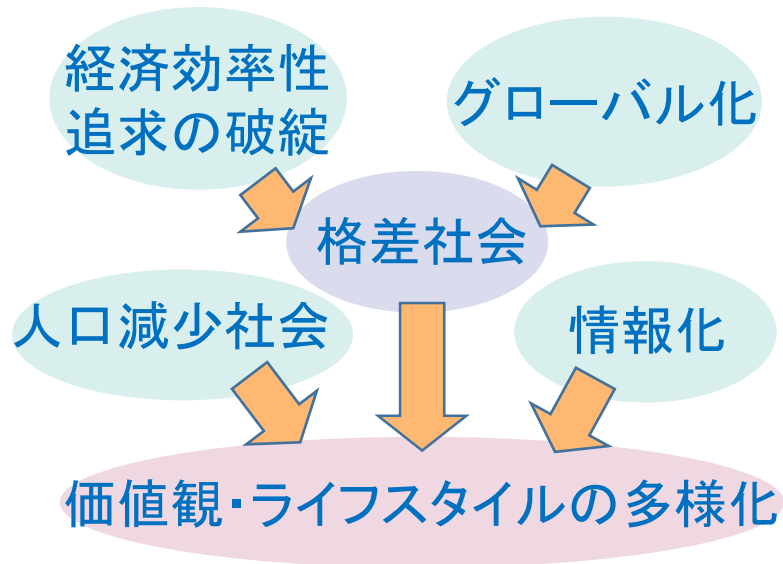 経済効率性
追求の破綻
グローバル化
格差社会
人口減少社会
情報化
価値観・ライフスタイルの多様化